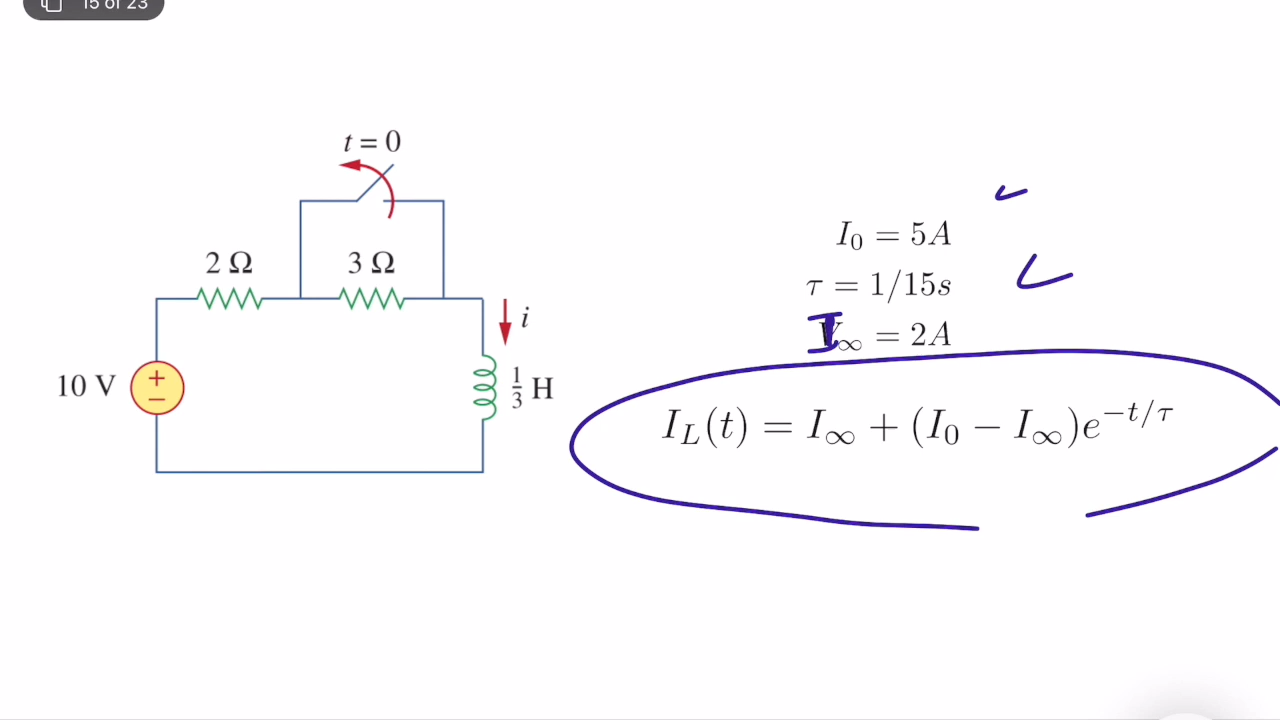 15 of 23
t = 0
2 Ω
3 Ω
i
10 V
+
−
1/3 H
I₀ = 5A
τ = 1/15s
I∞ = 2A
I_L(t) = I∞ + (I₀ − I∞)e^{−t/τ}